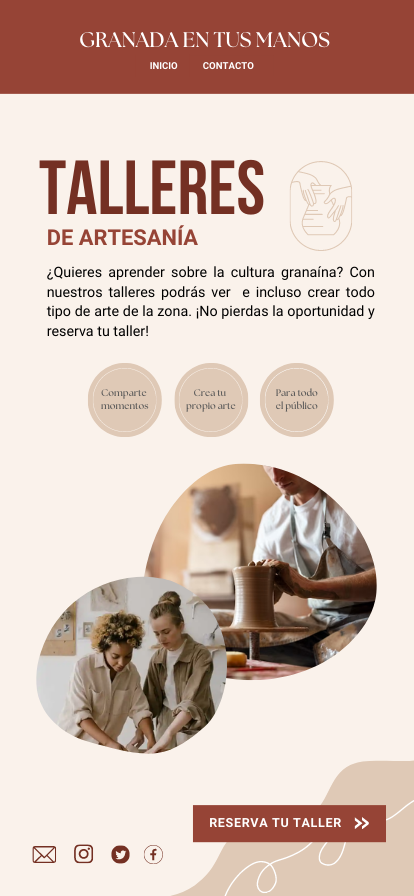 GRANADA EN TUS MANOS
INICIO CONTACTO
TALLERES
DE ARTESANÍA
¿Quieres aprender sobre la cultura granaína? Con
nuestros talleres podrás ver e incluso crear todo
tipo de arte de la zona. ¡No pierdas la oportunidad y
reserva tu taller!
Comparte
momentos
Crea tu
propio arte
Para todo
el público
RESERVA TU TALLER